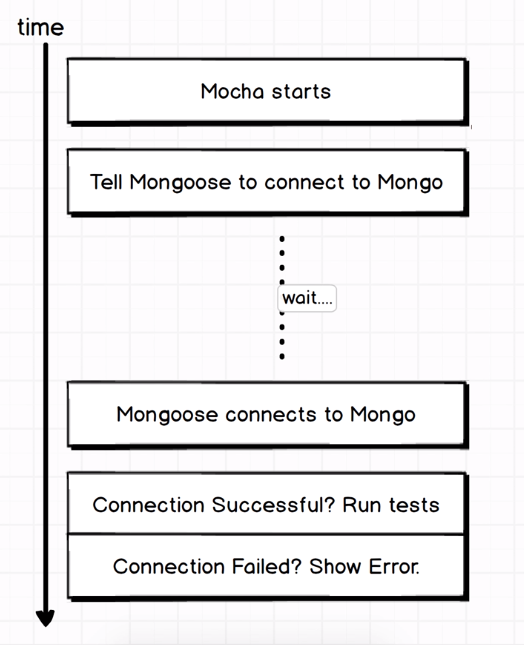 time
Mocha starts
Tell Mongoose to connect to Mongo
wait....
Mongoose connects to Mongo
Connection Successful? Run tests
Connection Failed? Show Error.